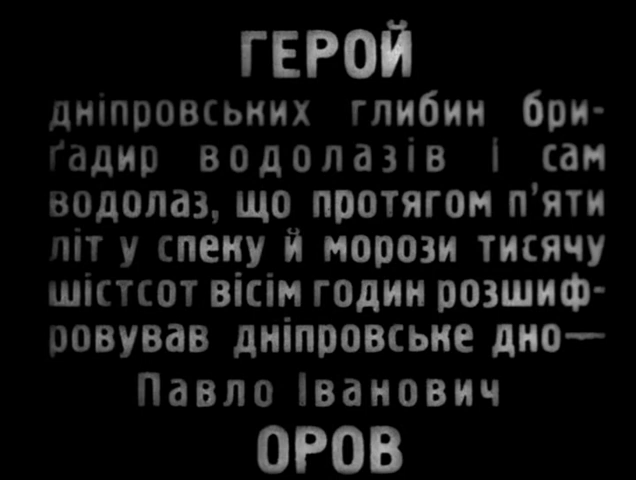 ГЕРОЙ
дніпровських глибин бри-
ґадир водолазів і сам
водолаз, що протягом п'яти
літ у спеку й морози тисячу
шістсот вісім годин розшиф-
ровував дніпровське дно—
Павло Іванович
ОРОВ